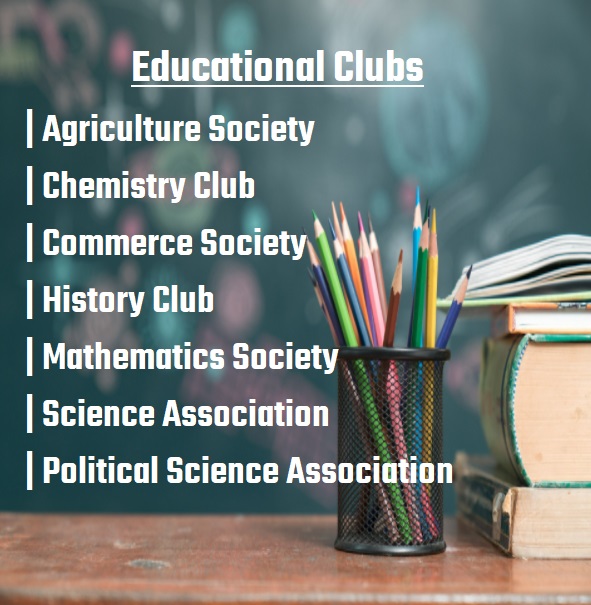 Educational Clubs
| Agriculture Society
| Chemistry Club
| Commerce Society
| History Club
| Mathematics Society
| Science Association
| Political Science Association